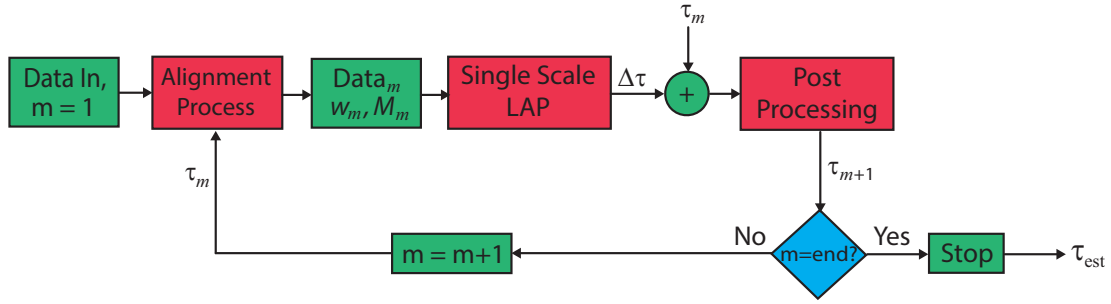 τm
Data In,
m = 1
Alignment
Process
Datam
wm, Mm
Single Scale
LAP
Δτ
+
Post
Processing
τm
τm+1
No
m=end?
Yes
m = m+1
Stop
τest